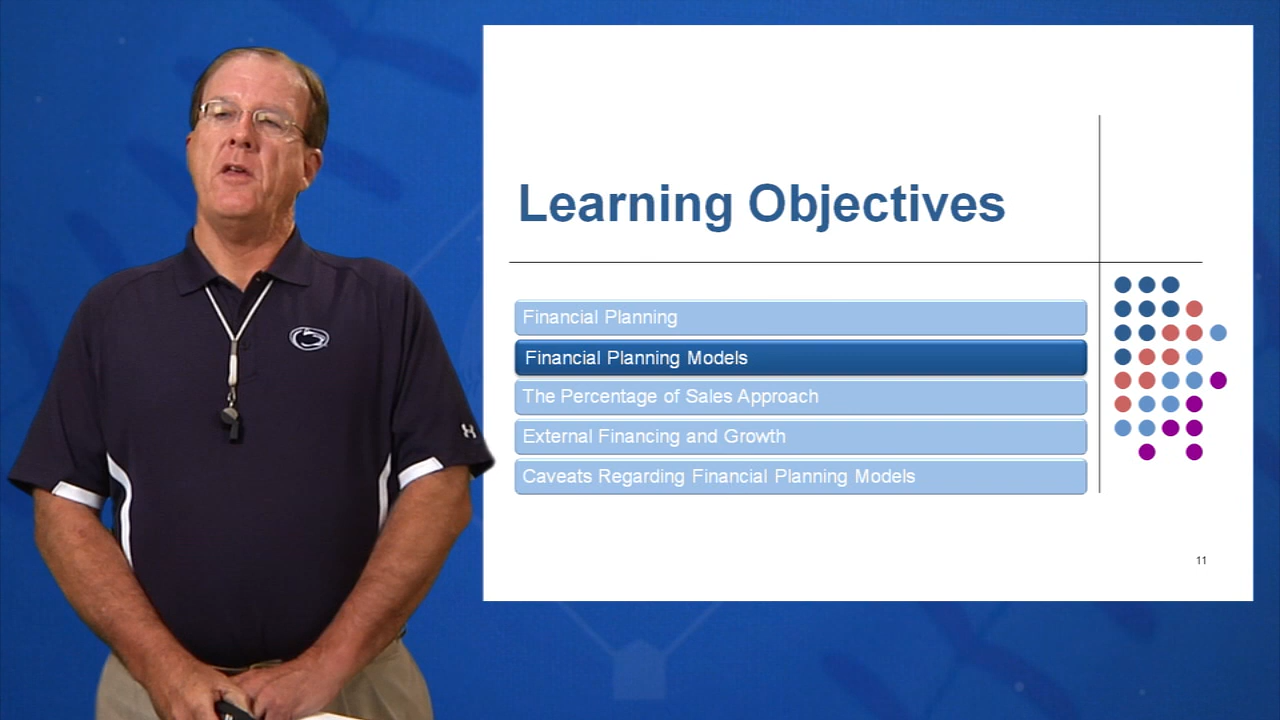 Learning Objectives
Financial Planning
Financial Planning Models
The Percentage of Sales Approach
External Financing and Growth
Caveats Regarding Financial Planning Models
11